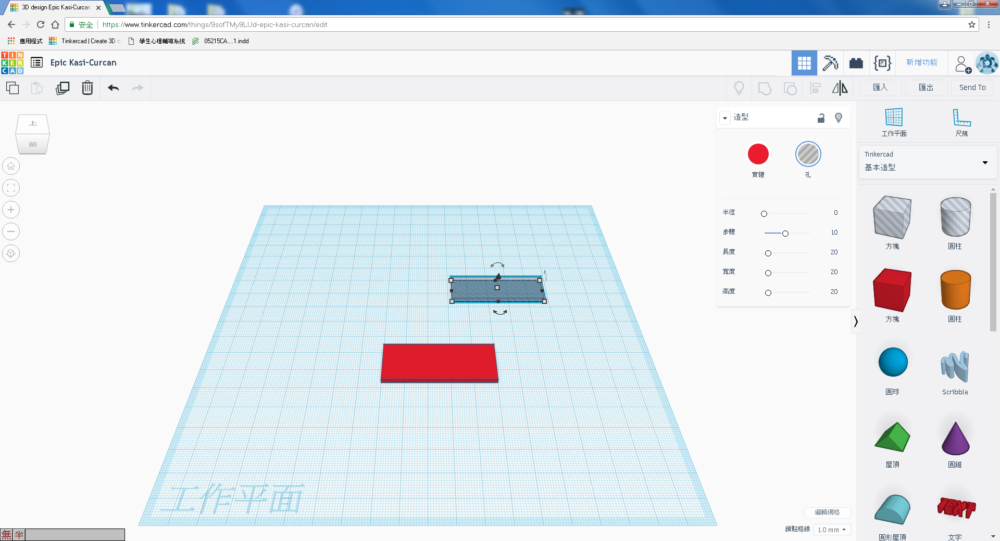 3D design Epic Kasi-Curcan
安全 https://www.tinkercad.com/things/9sofTMy9LUd-epic-kasi-curcan/edit
應用程式 Tinkercad | Create 3D d 學生心理輔導系統 05215CA....1.indd
TIN
KER
CAD
Epic Kasi-Curcan
新增功能
匯入 匯出 Send To
上
前
造型
實體 孔
半徑 0
步驟 10
長度 20
寬度 20
高度 20
工作平面 尺規
Tinkercad
基本造型
方塊 圓柱
方塊 圓柱
圓球 Scribble
屋頂 圓錐
TEXT
圓形屋頂 文字
工作平面
編輯網格
鎖點格線 1.0 mm
無 半